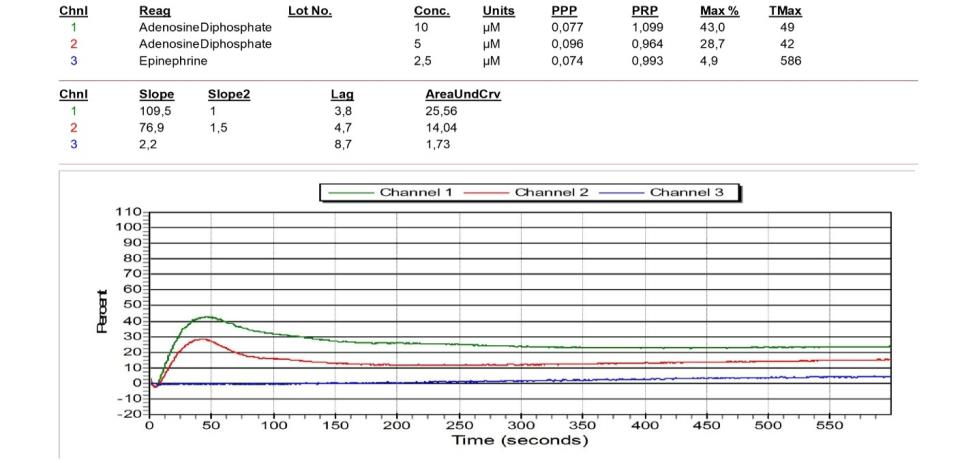 Chnl Reag Lot No. Conc. Units PPP PRP Max % TMax
1 AdenosineDiphosphate 10 µM 0,077 1,099 43,0 49
2 AdenosineDiphosphate 5 µM 0,096 0,964 28,7 42
3 Epinephrine 2,5 µM 0,074 0,993 4,9 586
Chnl Slope Slope2 Lag AreaUndCrv
1 109,5 1 3,8 25,56
2 76,9 1,5 4,7 14,04
3 2,2 8,7 1,73
Channel 1 Channel 2 Channel 3
110
100
90
80
70
60
50
40
30
20
10
0
-10
-20
Percent
0 50 100 150 200 250 300 350 400 450 500 550
Time (seconds)